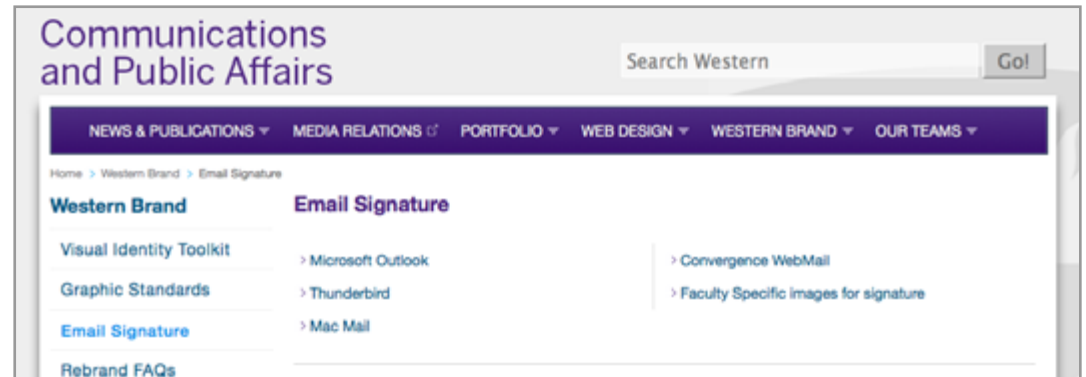 Communications
and Public Affairs
Search Western
Go!
NEWS & PUBLICATIONS MEDIA RELATIONS PORTFOLIO WEB DESIGN WESTERN BRAND OUR TEAMS
Home > Western Brand > Email Signature
Western Brand
Visual Identity Toolkit
Graphic Standards
Email Signature
Rebrand FAQs
Email Signature
> Microsoft Outlook
> Thunderbird
> Mac Mail
> Convergence WebMail
> Faculty Specific images for signature